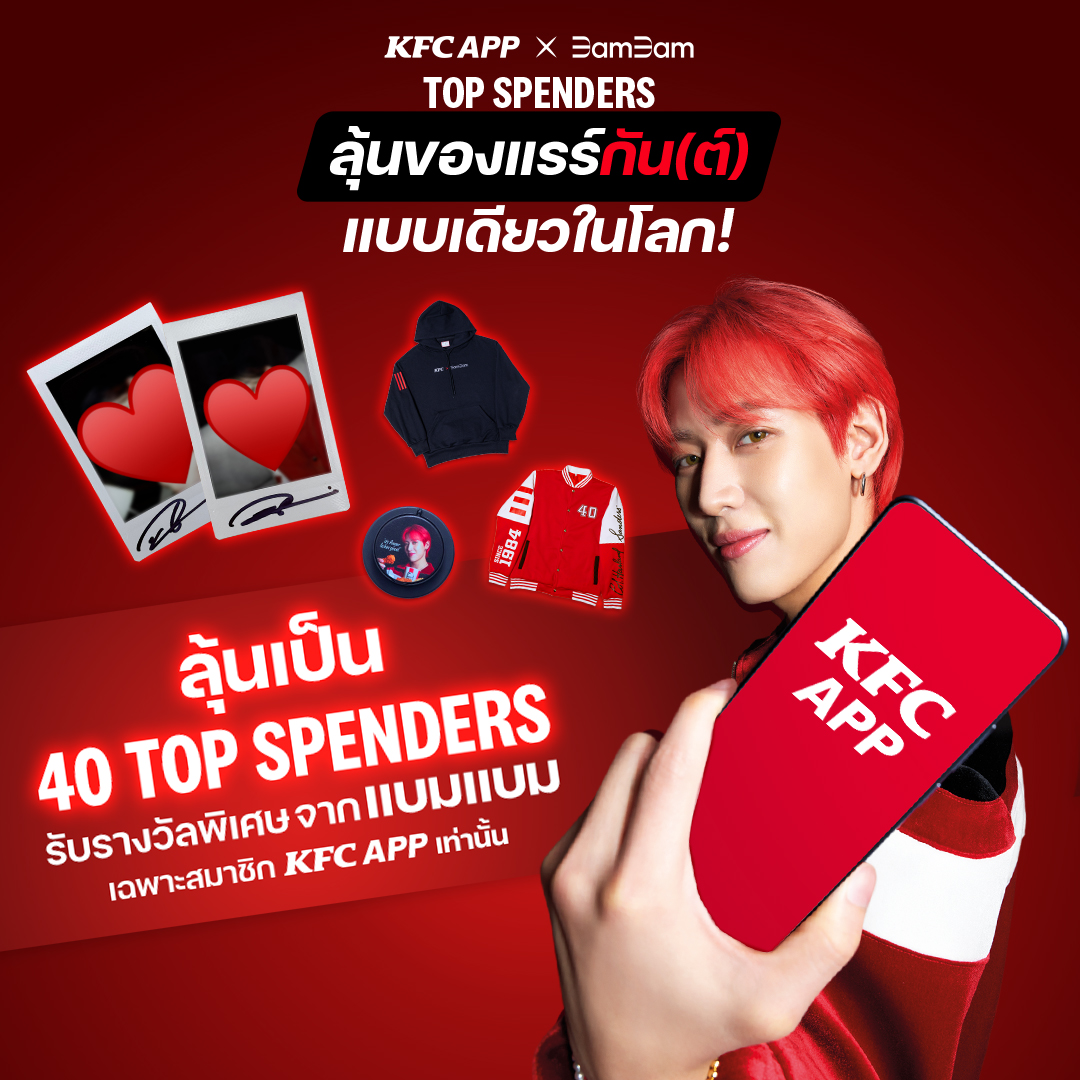 KFC APP × BamBam
TOP SPENDERS
ลุ้นของแรร์กัน(ต์)
แบบเดียวในโลก!
40
SINCE 1984
ลุ้นเป็น
40 TOP SPENDERS
รับรางวัลพิเศษ จาก แบมแบม
เฉพาะสมาชิก KFC APP เท่านั้น
KFC
APP